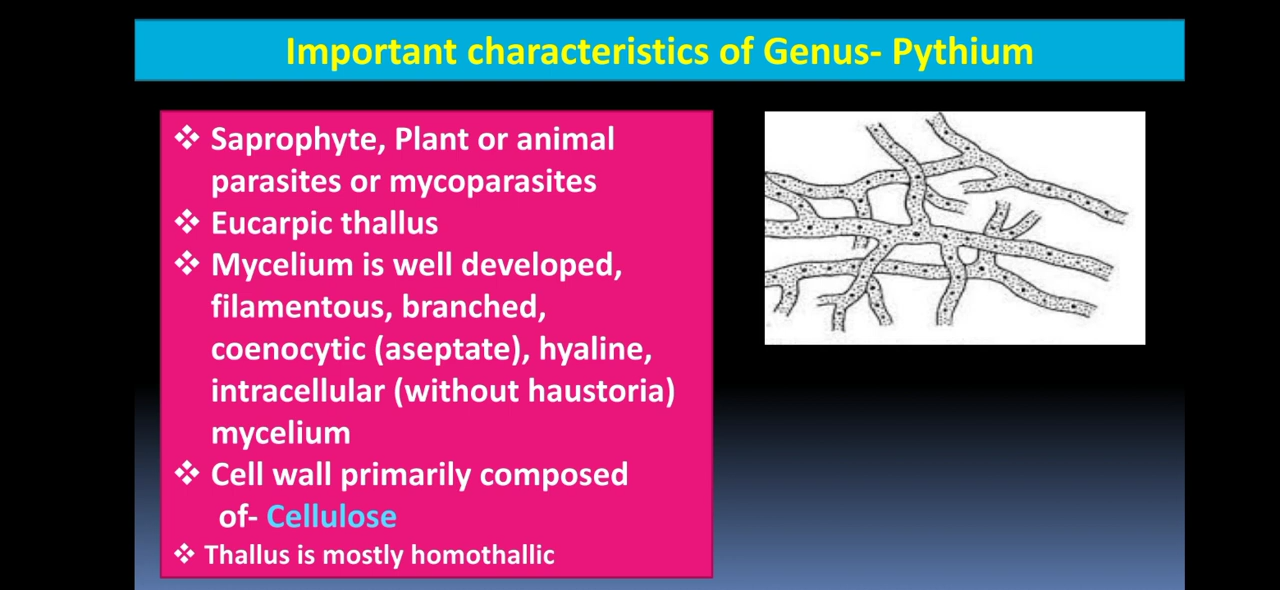 Important characteristics of Genus- Pythium
❖ Saprophyte, Plant or animal
parasites or mycoparasites
❖ Eucarpic thallus
❖ Mycelium is well developed,
filamentous, branched,
coenocytic (aseptate), hyaline,
intracellular (without haustoria)
mycelium
❖ Cell wall primarily composed
of- Cellulose
❖ Thallus is mostly homothallic